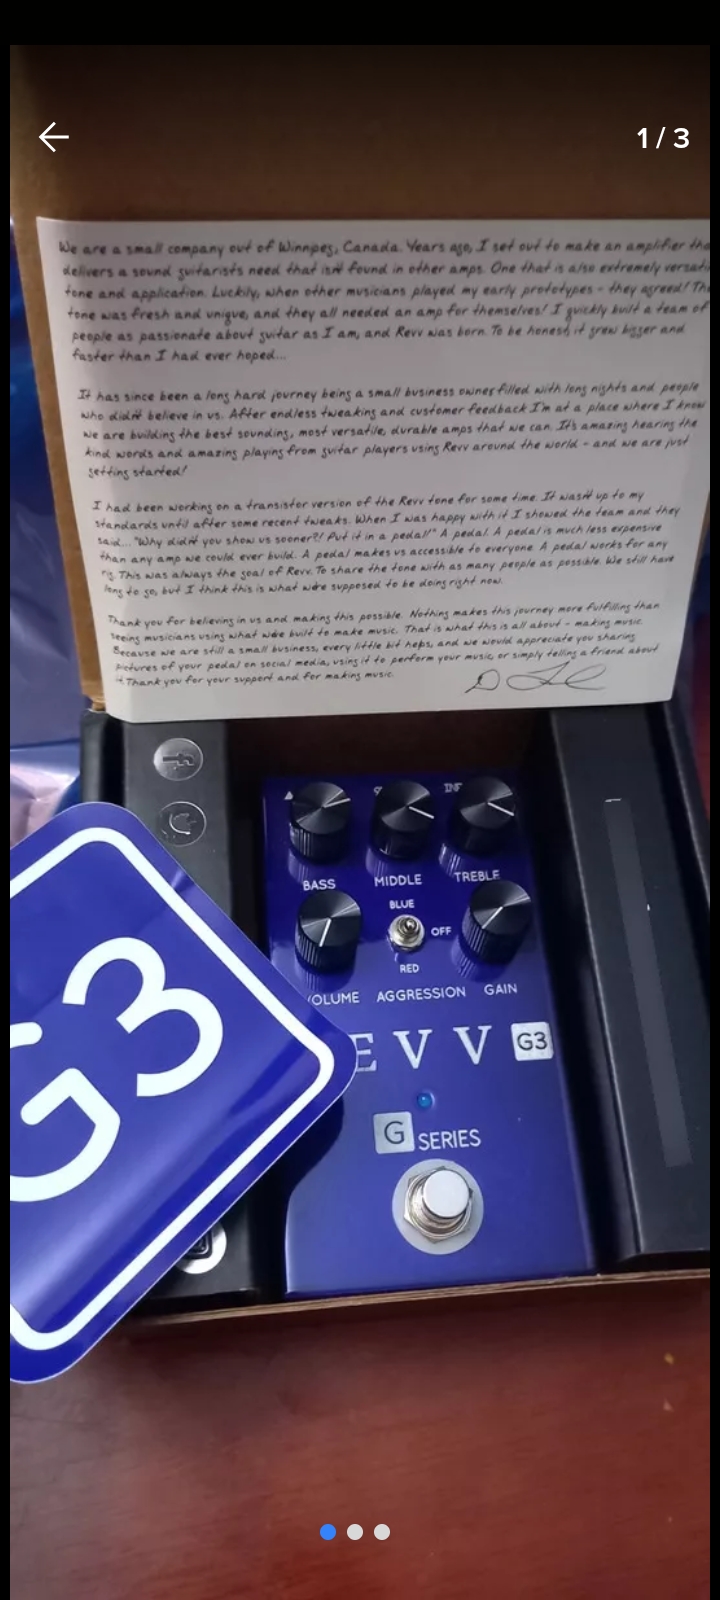 1 / 3
We are a small company out of Winnipeg, Canada. Years ago, I set out to make an amplifier tha
delivers a sound guitarists need that isn't found in other amps. One that is also extremely versati
tone and application. Luckily, when other musicians played my early prototypes - they agreed! The
tone was fresh and unique, and they all needed an amp for themselves! I quickly built a team of
people as passionate about guitar as I am, and Revv was born. To be honest, it grew bigger and
faster than I had ever hoped...
It has since been a long hard journey being a small business owner filled with long nights and people
who didn't believe in us. After endless tweaking and customer feedback I'm at a place where I know
we are building the best sounding, most versatile, durable amps that we can. It's amazing hearing the
kind words and amazing playing from guitar players using Revv around the world - and we are just
getting started!
I had been working on a transistor version of the Revv tone for some time. It wasn't up to my
standards until after some recent tweaks. When I was happy with it I showed the team and they
said..."Why didn't you show us sooner?! Put it in a pedal!" A pedal. A pedal is much less expensive
than any amp we could ever build. A pedal makes us accessible to everyone. A pedal works for any
rig. This was always the goal of Revv. To share the tone with as many people as possible. We still have
long to go, but I think this is what we're supposed to be doing right now.
Thank you for believing in us and making this possible. Nothing makes this journey more fulfilling than
seeing musicians using what we've built to make music. That is what this is all about - making music.
Because we are still a small business, every little bit helps, and we would appreciate you sharing
pictures of your pedal on social media, using it to perform your music, or simply telling a friend about
it. Thank you for your support and for making music.
BASS MIDDLE TREBLE
BLUE
OFF
RED
OLUME AGGRESSION GAIN
EVV G3
G SERIES
G3